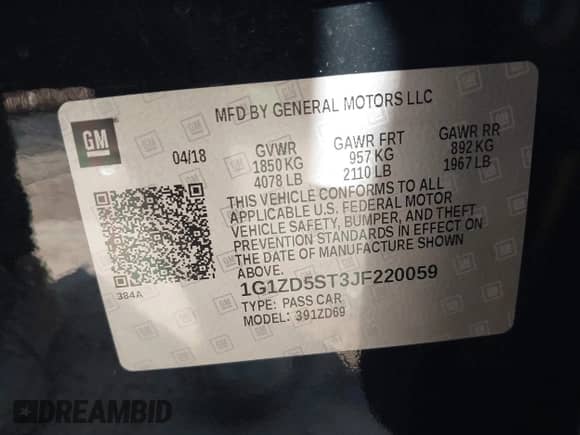 MFD BY GENERAL MOTORS LLC
GM
04/18
GVWR
1850 KG
4078 LB
GAWR FRT
957 KG
2110 LB
GAWR RR
892 KG
1967 LB
THIS VEHICLE CONFORMS TO ALL
APPLICABLE U.S. FEDERAL MOTOR
VEHICLE SAFETY, BUMPER, AND THEFT
PREVENTION STANDARDS IN EFFECT ON
THE DATE OF MANUFACTURE SHOWN
ABOVE.
384A
1G1ZD5ST3JF220059
TYPE: PASS CAR
MODEL: 391ZD69
DREAMBID